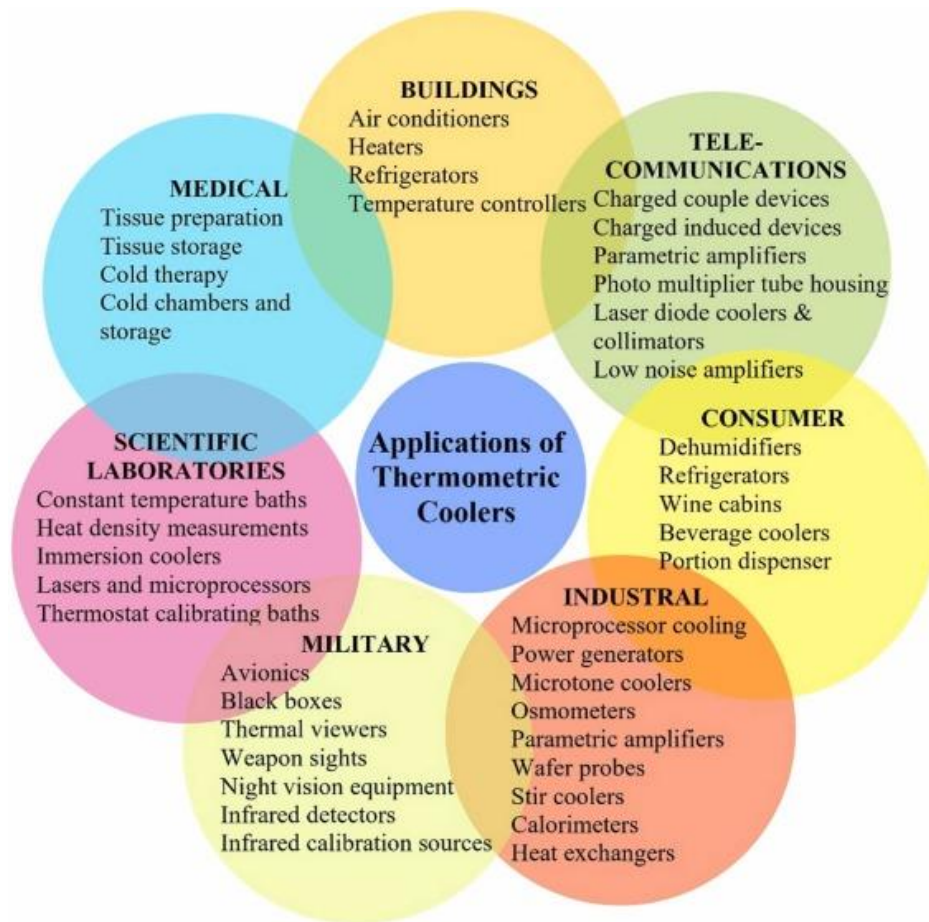 BUILDINGS
Air conditioners
Heaters
Refrigerators
Temperature controllers
TELE-
COMMUNICATIONS
Charged couple devices
Charged induced devices
Parametric amplifiers
Photo multiplier tube housing
Laser diode coolers &
collimators
Low noise amplifiers
MEDICAL
Tissue preparation
Tissue storage
Cold therapy
Cold chambers and
storage
Applications of
Thermometric
Coolers
CONSUMER
Dehumidifiers
Refrigerators
Wine cabins
Beverage coolers
Portion dispenser
SCIENTIFIC
LABORATORIES
Constant temperature baths
Heat density measurements
Immersion coolers
Lasers and microprocessors
Thermostat calibrating baths
INDUSTRAL
Microprocessor cooling
Power generators
Microtone coolers
Osmometers
Parametric amplifiers
Wafer probes
Stir coolers
Calorimeters
Heat exchangers
MILITARY
Avionics
Black boxes
Thermal viewers
Weapon sights
Night vision equipment
Infrared detectors
Infrared calibration sources